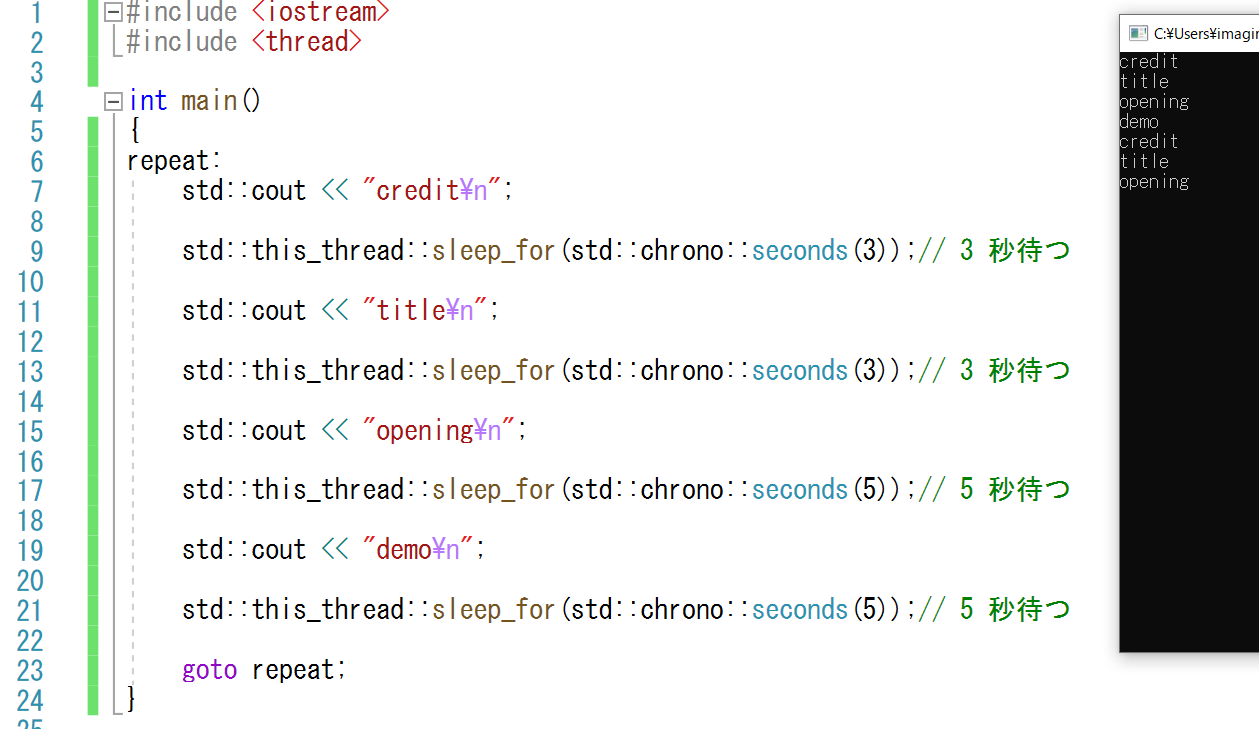 1 #include <iostream>
2 #include <thread>
3
4 int main()
5 {
6 repeat:
7 std::cout << "credit¥n";
8
9 std::this_thread::sleep_for(std::chrono::seconds(3));// 3 秒待つ
10
11 std::cout << "title¥n";
12
13 std::this_thread::sleep_for(std::chrono::seconds(3));// 3 秒待つ
14
15 std::cout << "opening¥n";
16
17 std::this_thread::sleep_for(std::chrono::seconds(5));// 5 秒待つ
18
19 std::cout << "demo¥n";
20
21 std::this_thread::sleep_for(std::chrono::seconds(5));// 5 秒待つ
22
23 goto repeat;
24 }
25
C:¥Users¥imagin
credit
title
opening
demo
credit
title
opening